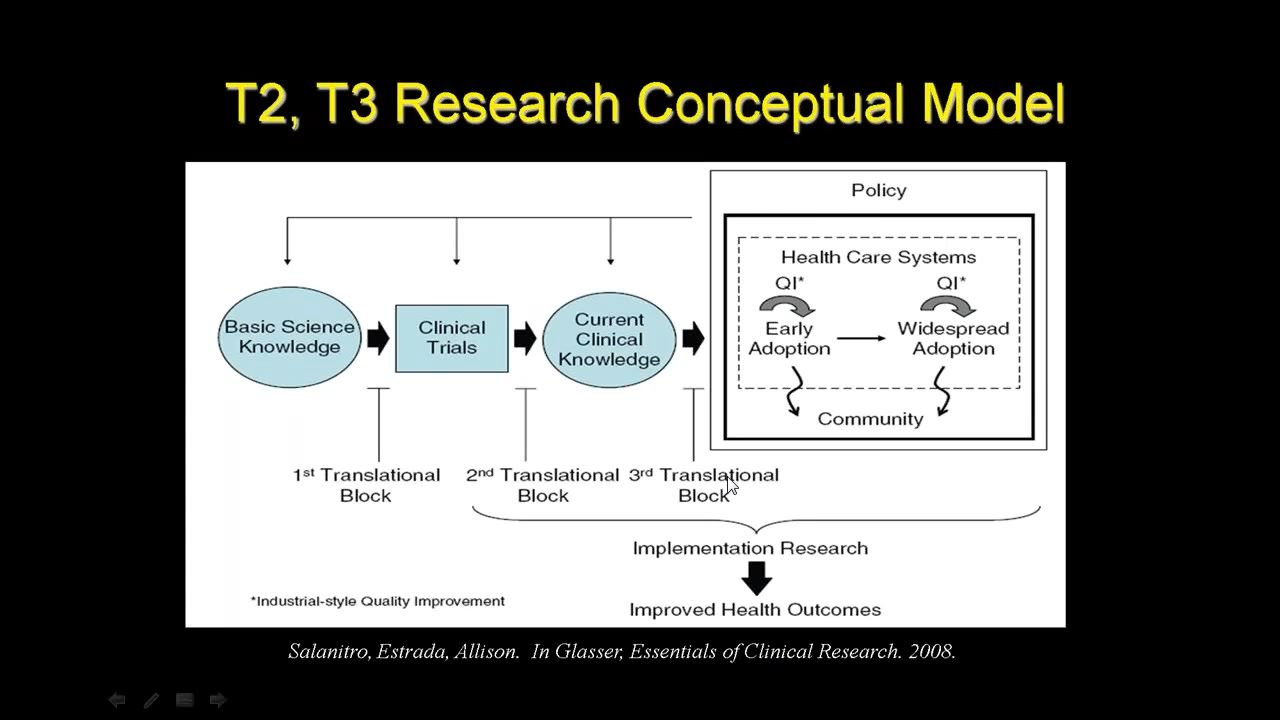 T2, T3 Research Conceptual Model
Policy
Health Care Systems
QI*
QI*
Early
Adoption
Widespread
Adoption
Community
Basic Science
Knowledge
Clinical
Trials
Current
Clinical
Knowledge
1st Translational
Block
2nd Translational
Block
3rd Translational
Block
Implementation Research
Improved Health Outcomes
*Industrial-style Quality Improvement
Salanitro, Estrada, Allison. In Glasser, Essentials of Clinical Research. 2008.